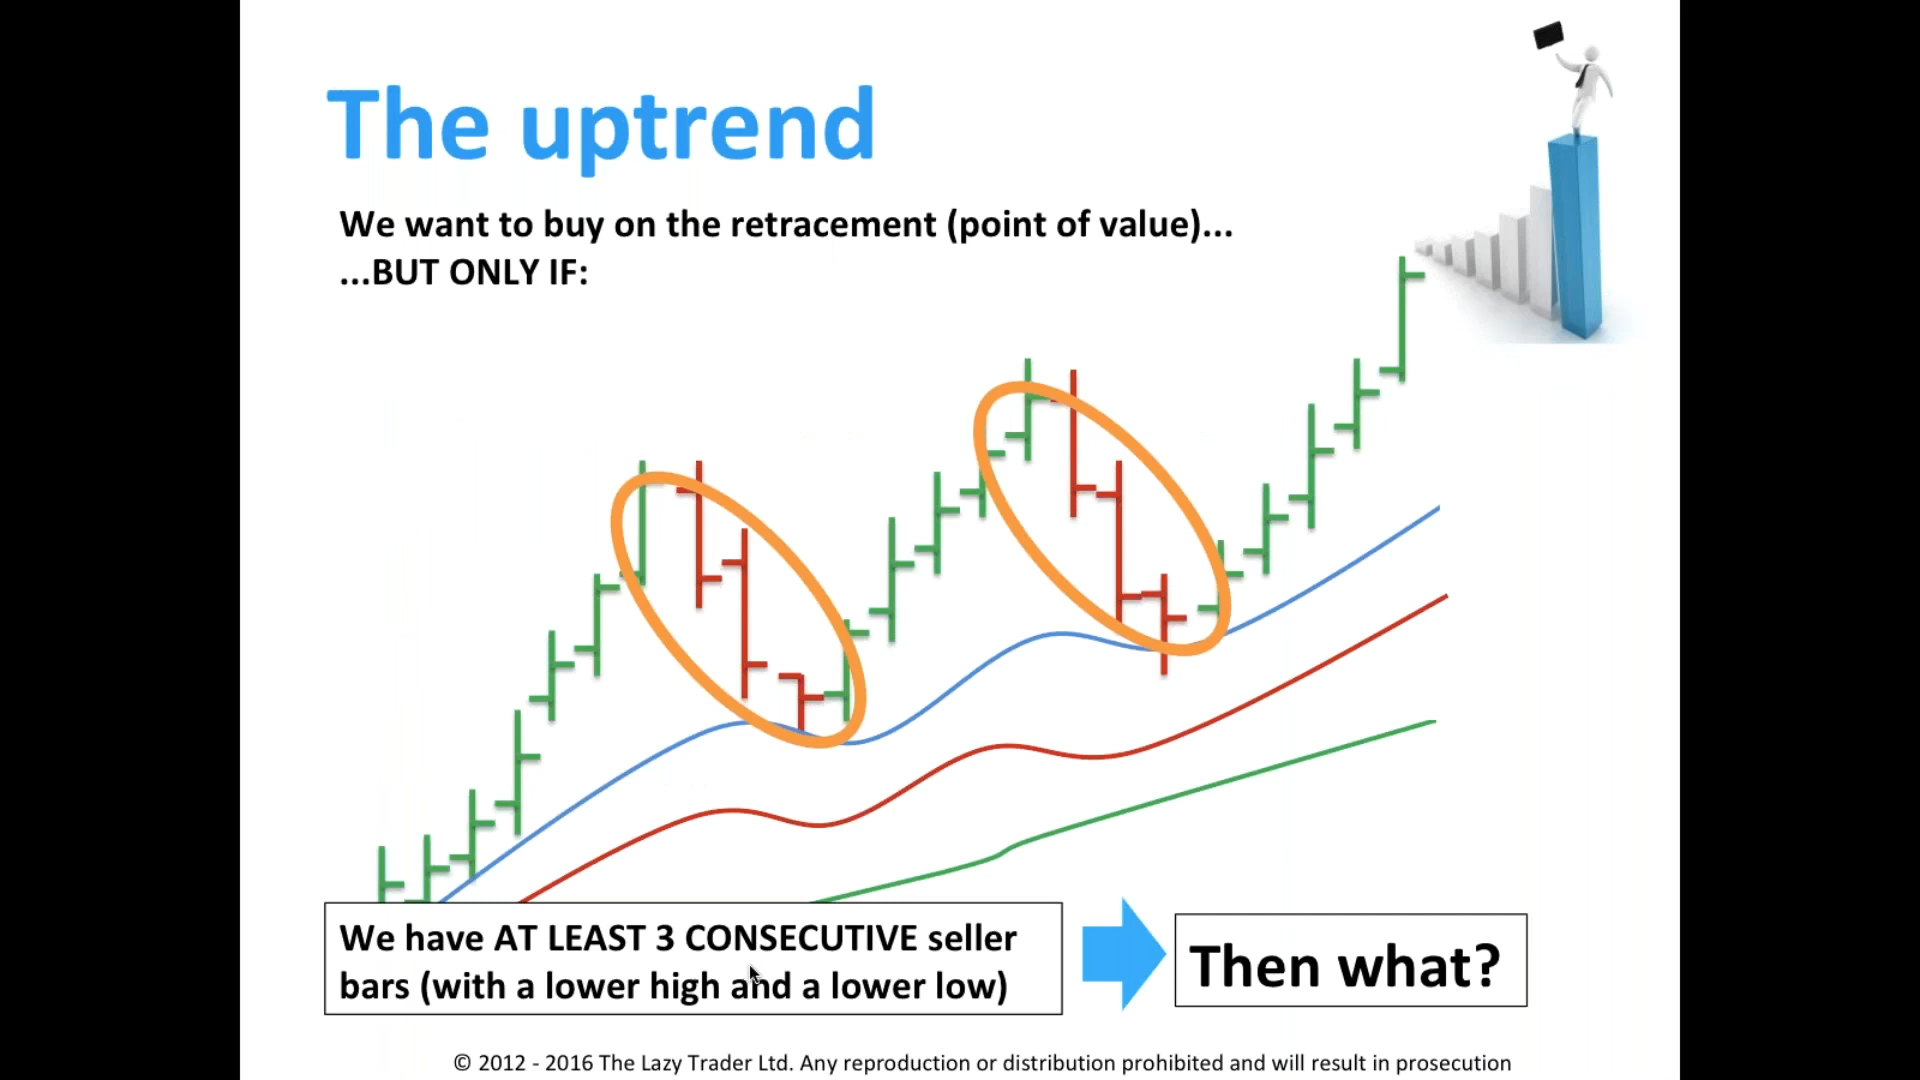 The uptrend
We want to buy on the retracement (point of value)...
...BUT ONLY IF:
We have AT LEAST 3 CONSECUTIVE seller
bars (with a lower high and a lower low)
Then what?
© 2012 - 2016 The Lazy Trader Ltd. Any reproduction or distribution prohibited and will result in prosecution